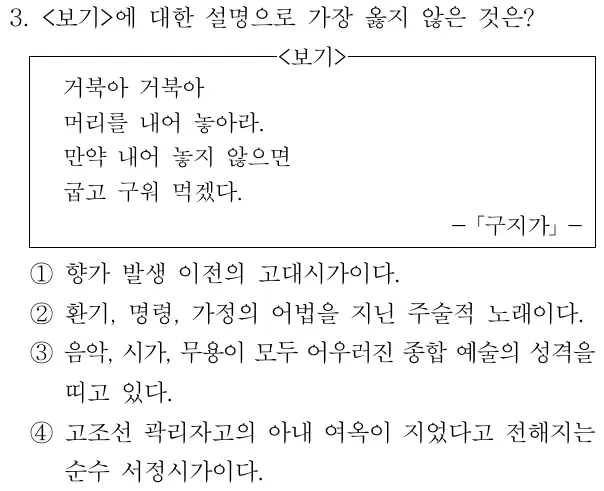 3. <보기>에 대한 설명으로 가장 옳지 않은 것은?
<보기>
거북아 거북아
머리를 내어 놓아라.
만약 내어 놓지 않으면
굽고 구워 먹겠다.
-「구지가」-
① 향가 발생 이전의 고대시가이다.
② 환기, 명령, 가정의 어법을 지닌 주술적 노래이다.
③ 음악, 시가, 무용이 모두 어우러진 종합 예술의 성격을
띠고 있다.
④ 고조선 곽리자고의 아내 여옥이 지었다고 전해지는
순수 서정시가이다.